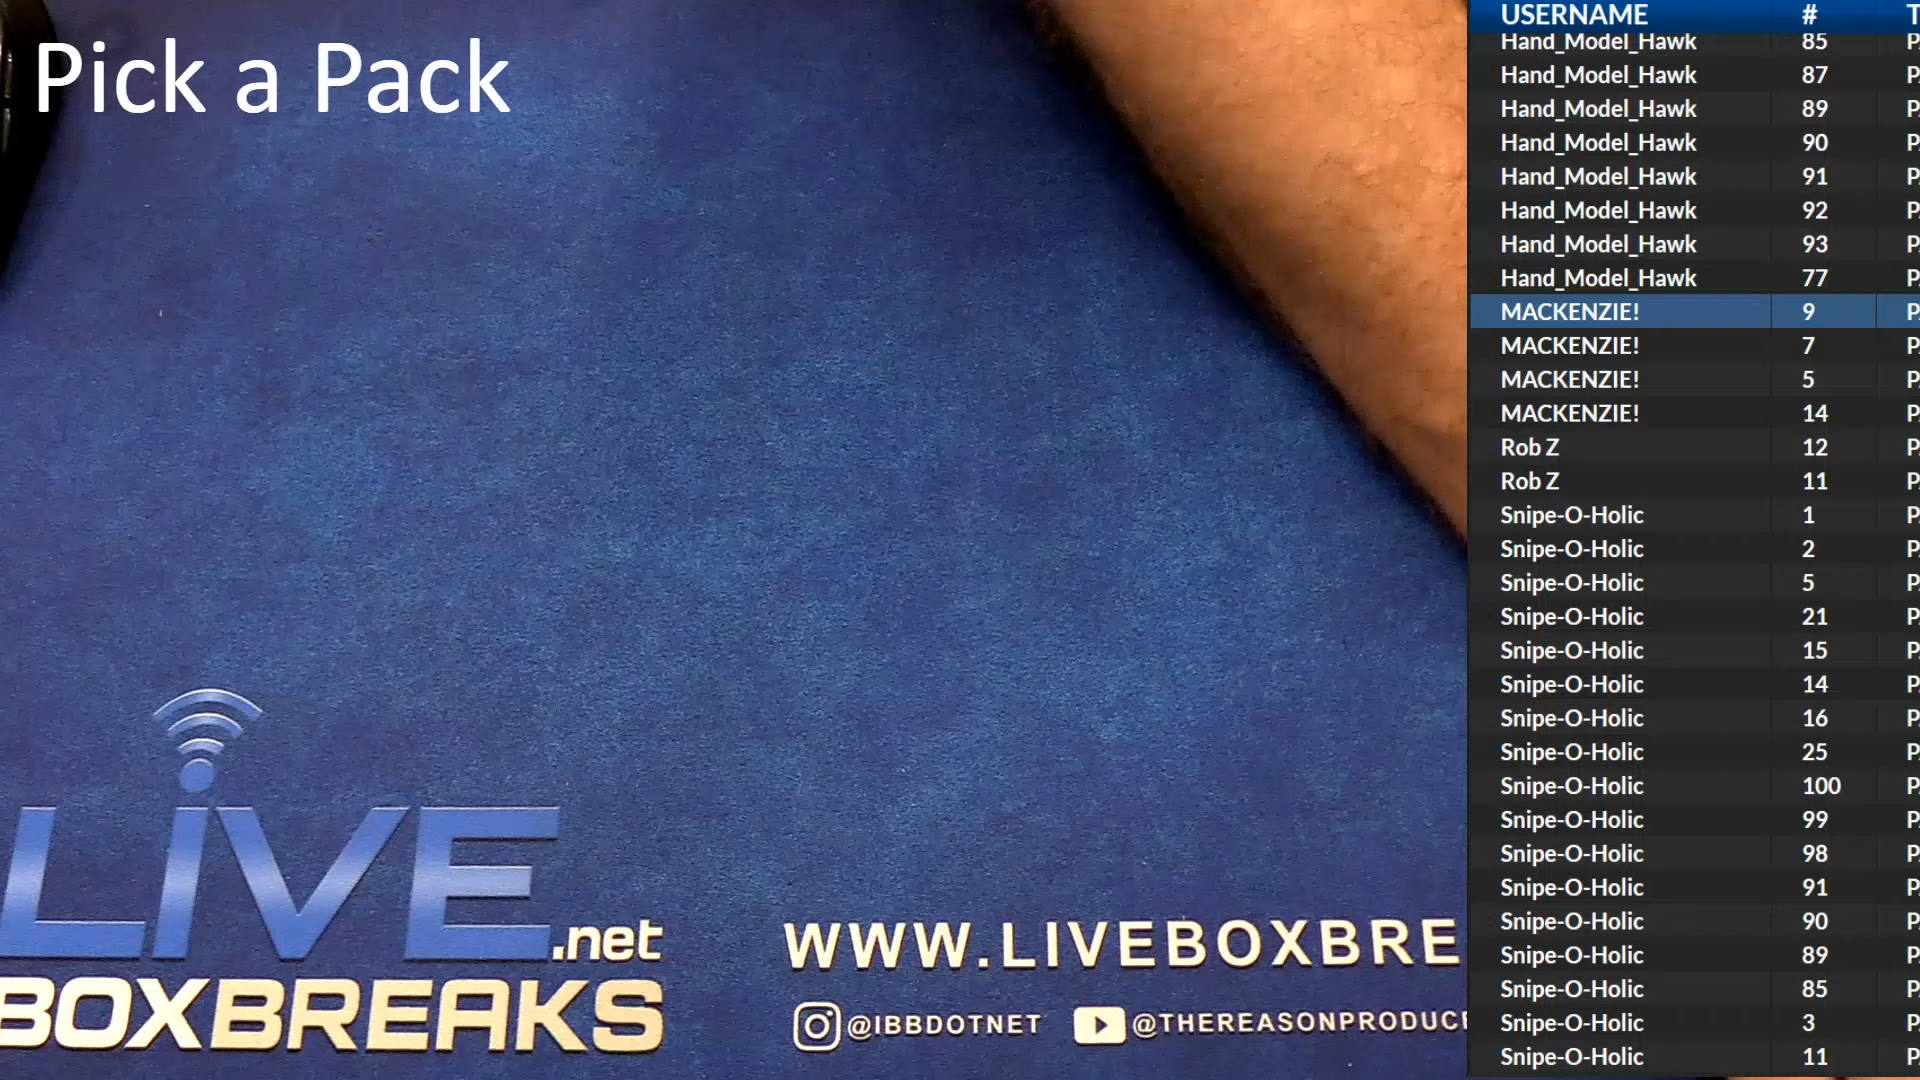 Pick a Pack
USERNAME # T
Hand_Model_Hawk 85 P
Hand_Model_Hawk 87 P
Hand_Model_Hawk 89 P
Hand_Model_Hawk 90 P
Hand_Model_Hawk 91 P
Hand_Model_Hawk 92 P
Hand_Model_Hawk 93 P
Hand_Model_Hawk 77 P
MACKENZIE! 9 P
MACKENZIE! 7 P
MACKENZIE! 5 P
MACKENZIE! 14 P
Rob Z 12 P
Rob Z 11 P
Snipe-O-Holic 1 P
Snipe-O-Holic 2 P
Snipe-O-Holic 5 P
Snipe-O-Holic 21 P
Snipe-O-Holic 15 P
Snipe-O-Holic 14 P
Snipe-O-Holic 16 P
Snipe-O-Holic 25 P
Snipe-O-Holic 100 P
Snipe-O-Holic 99 P
Snipe-O-Holic 98 P
Snipe-O-Holic 91 P
Snipe-O-Holic 90 P
Snipe-O-Holic 89 P
Snipe-O-Holic 85 P
Snipe-O-Holic 3 P
Snipe-O-Holic 11 P
LiVE.net
BOXBREAKS
WWW.LIVEBOXBRE
@IBBDOTNET @THEREASONPRODUC